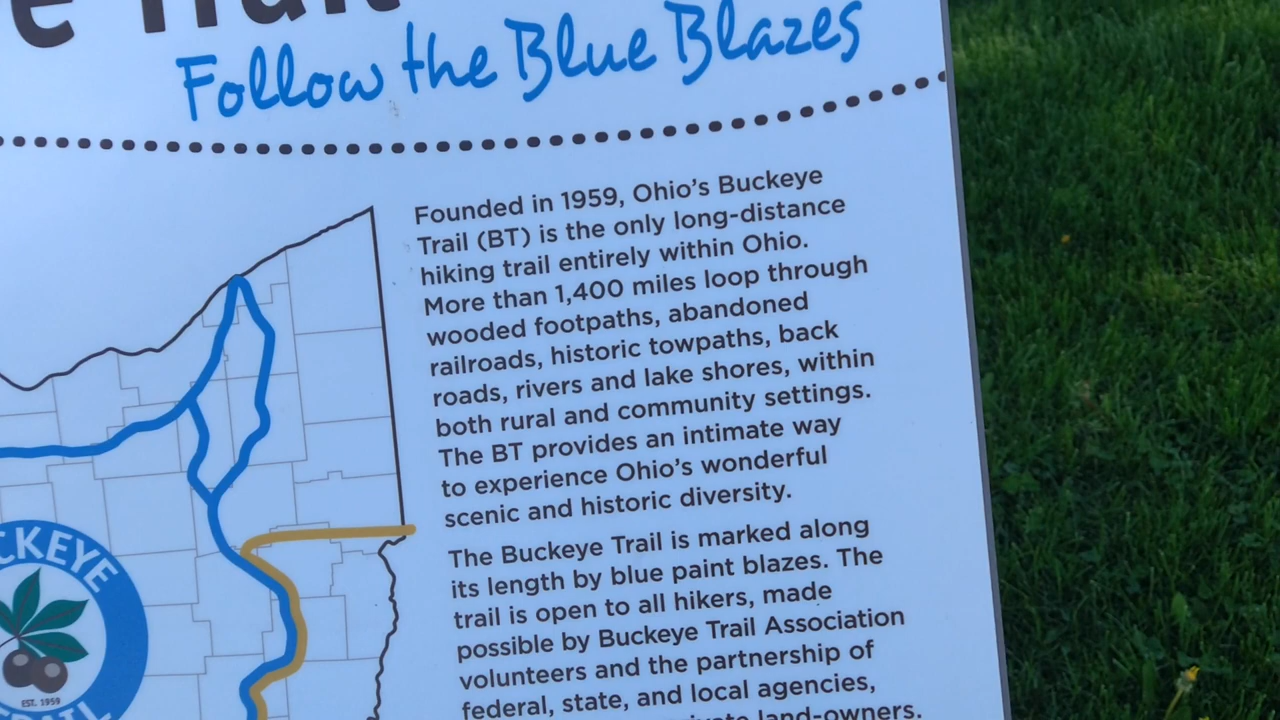 Follow the Blue Blazes
Founded in 1959, Ohio's Buckeye
Trail (BT) is the only long-distance
hiking trail entirely within Ohio.
More than 1,400 miles loop through
wooded footpaths, abandoned
railroads, historic towpaths, back
roads, rivers and lake shores, within
both rural and community settings.
The BT provides an intimate way
to experience Ohio's wonderful
scenic and historic diversity.
The Buckeye Trail is marked along
its length by blue paint blazes. The
trail is open to all hikers, made
possible by Buckeye Trail Association
volunteers and the partnership of
federal, state, and local agencies,
land-owners.
CKEYE
EST. 1959